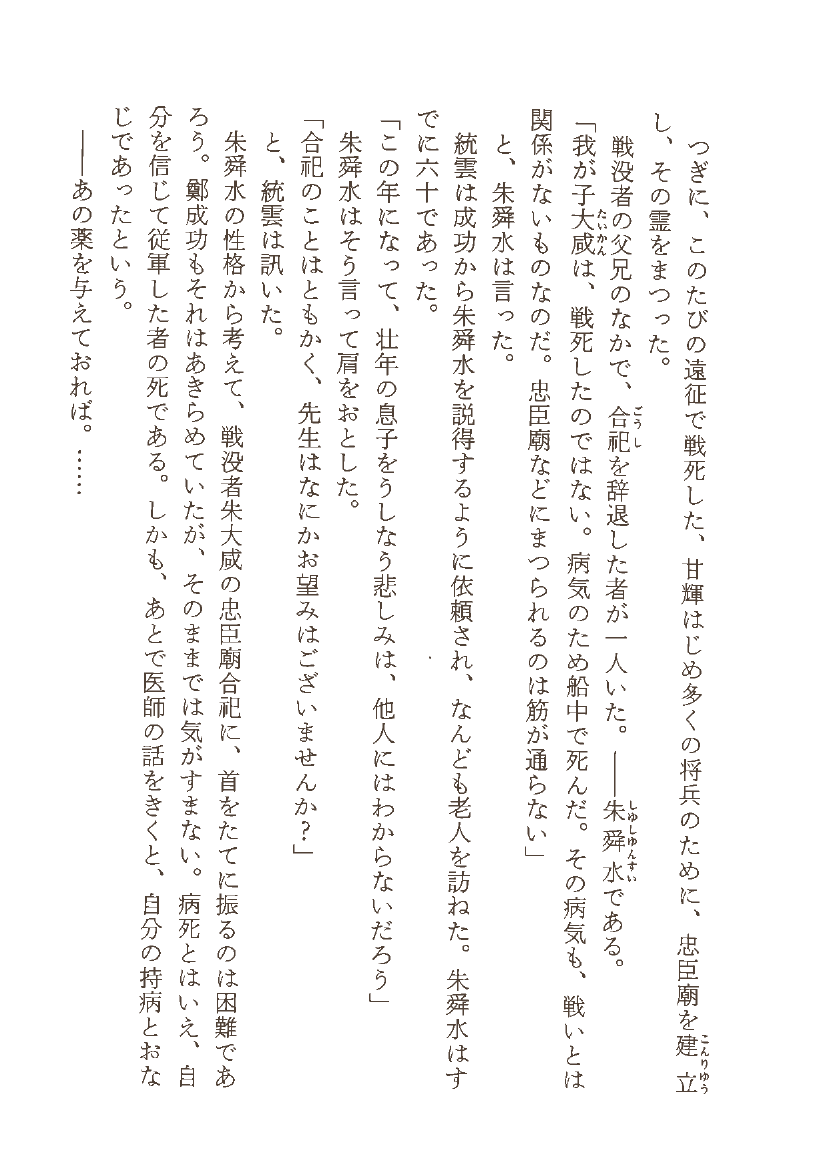 つぎに、このたびの遠征で戦死した、甘輝はじめ多くの将兵のために、忠臣廟を建立
し、その霊をまつった。
戦没者の父兄のなかで、合祀を辞退した者が一人いた。――朱舜水である。
「我が子大咸は、戦死したのではない。病気のため船中で死んだ。その病気も、戦いとは
関係がないものなのだ。忠臣廟などにまつられるのは筋が通らない」
と、朱舜水は言った。
統雲は成功から朱舜水を説得するように依頼され、なんども老人を訪ねた。朱舜水はす
でに六十であった。
「この年になって、壮年の息子をうしなう悲しみは、他人にはわからないだろう」
朱舜水はそう言って肩をおとした。
「合祀のことはともかく、先生はなにかお望みはございませんか?」
と、統雲は訊いた。
朱舜水の性格から考えて、戦没者朱大咸の忠臣廟合祀に、首をたてに振るのは困難であ
ろう。鄭成功もそれはあきらめていたが、そのままでは気がすまない。病死とはいえ、自
分を信じて従軍した者の死である。しかも、あとで医師の話をきくと、自分の持病とおな
じであったという。
――あの薬を与えておれば。……